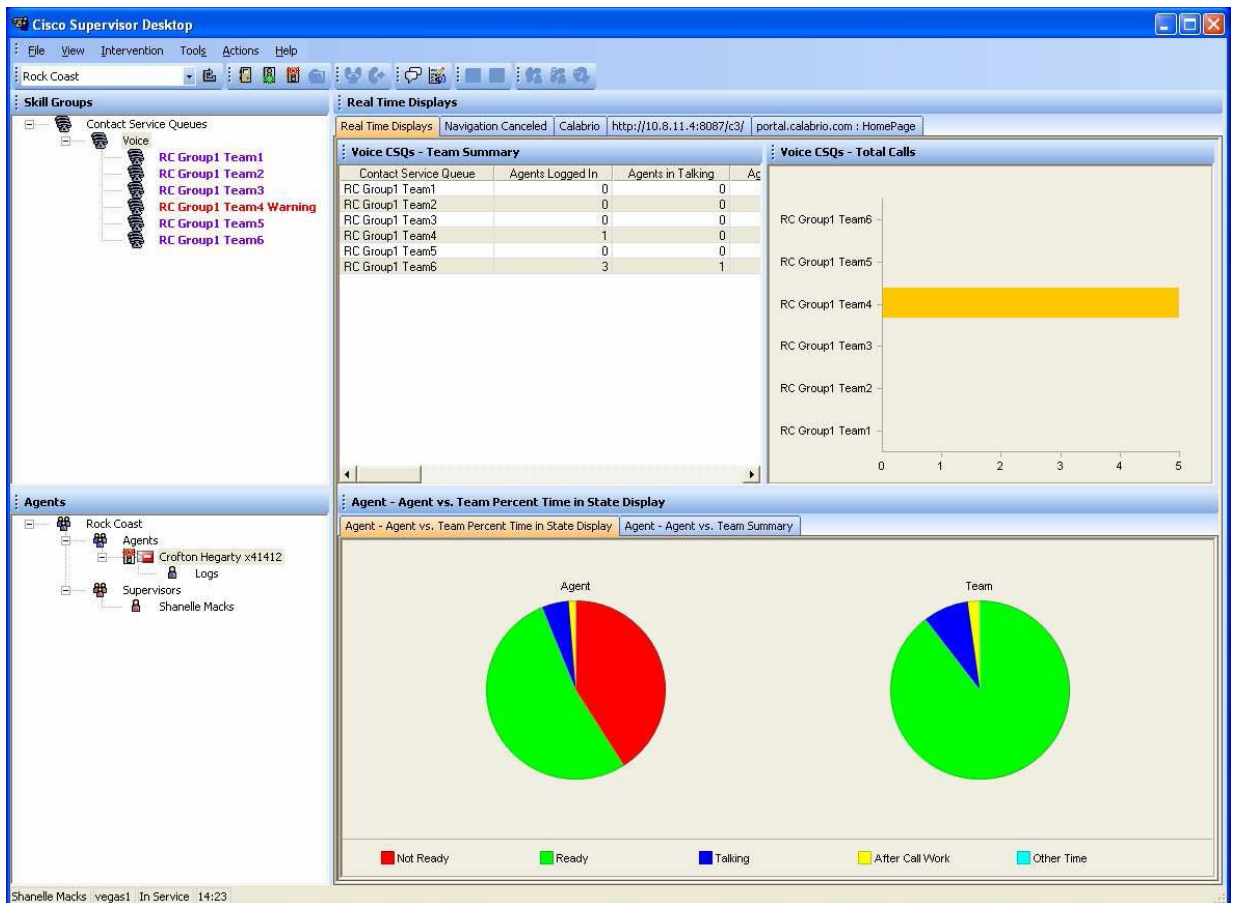 Cisco Supervisor Desktop
File View Intervention Tools Actions Help
Rock Coast
Skill Groups
Contact Service Queues
Voice
RC Group1 Team1
RC Group1 Team2
RC Group1 Team3
RC Group1 Team4 Warning
RC Group1 Team5
RC Group1 Team6
Real Time Displays
Real Time Displays Navigation Canceled Calabrio http://10.8.11.4:8087/c3/ portal.calabrio.com : HomePage
Voice CSQs - Team Summary
Contact Service Queue Agents Logged In Agents in Talking Ag
RC Group1 Team1 0 0
RC Group1 Team2 0 0
RC Group1 Team3 0 0
RC Group1 Team4 1 0
RC Group1 Team5 0 0
RC Group1 Team6 3 1
Voice CSQs - Total Calls
RC Group1 Team6
RC Group1 Team5
RC Group1 Team4
RC Group1 Team3
RC Group1 Team2
RC Group1 Team1
0 1 2 3 4 5
Agents
Rock Coast
Agents
Crofton Hegarty x41412
Logs
Supervisors
Shanelle Macks
Agent - Agent vs. Team Percent Time in State Display
Agent - Agent vs. Team Percent Time in State Display Agent - Agent vs. Team Summary
Agent Team
Not Ready Ready Talking After Call Work Other Time
Shanelle Macks vegas1 In Service 14:23